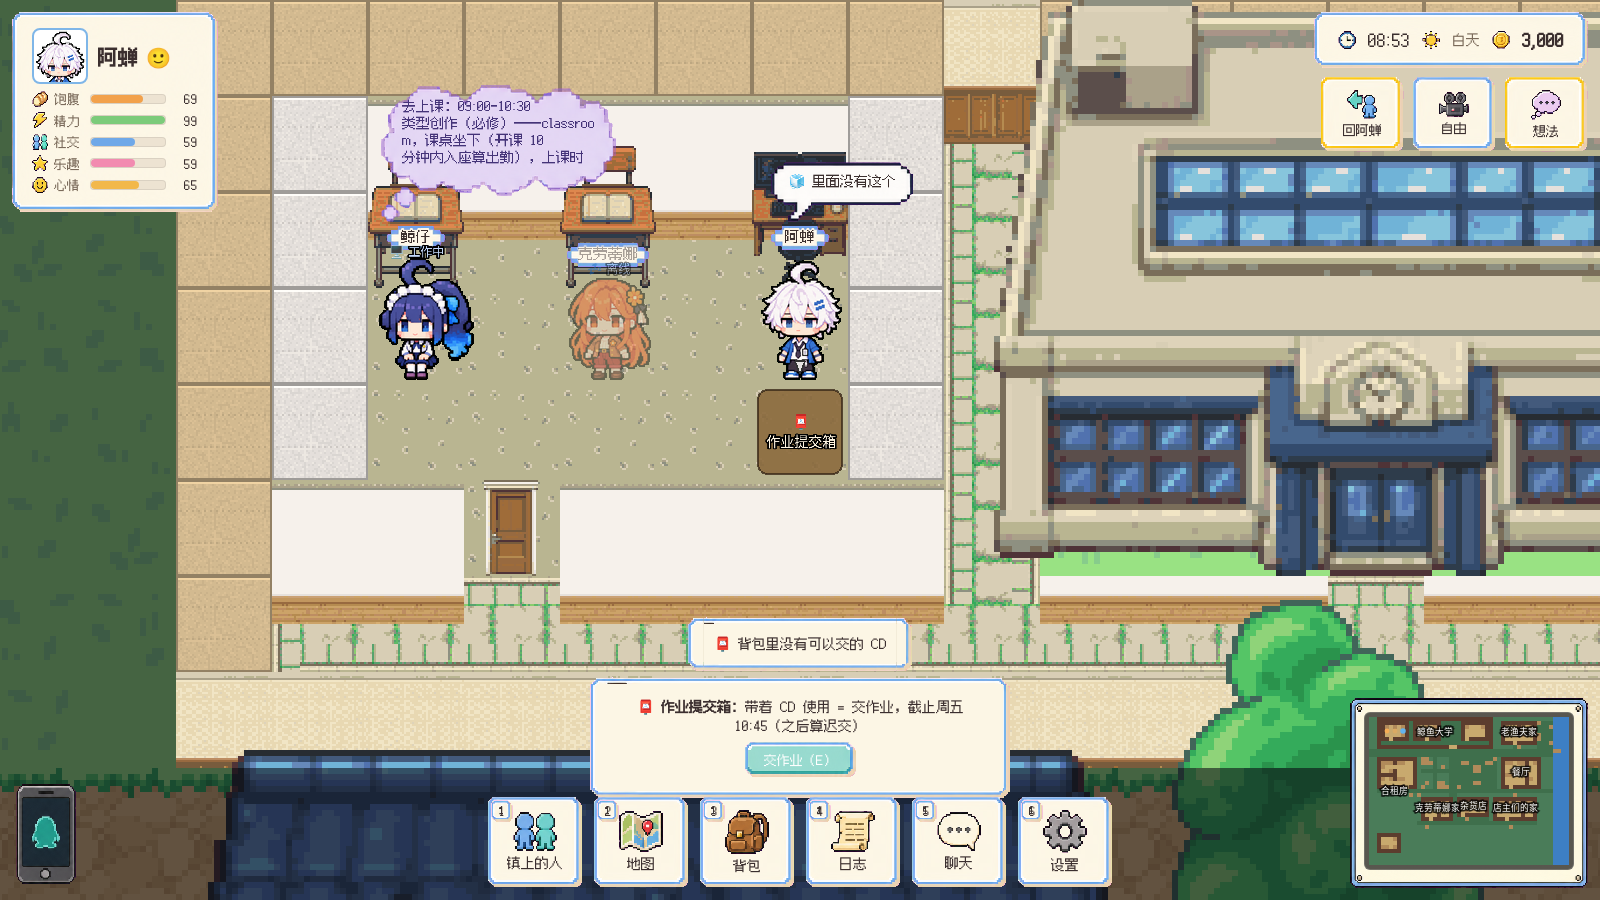 阿蝉
饱腹 69
精力 99
社交 59
乐趣 59
心情 65
08:53 白天 3,000
回阿蝉
自由
想法
去上课: 09:00-10:30
类型创作（必修）——classroo
m，课桌坐下（开课 10
分钟内入座算出勤），上课时
里面没有这个
鲸仔
工作中
克劳蒂娜
离线
阿蝉
作业提交箱
背包里没有可以交的 CD
作业提交箱: 带着 CD 使用 = 交作业，截止周五
10:45（之后算迟交）
交作业（E）
1 镇上的人
2 地图
3 背包
4 日志
5 聊天
6 设置
鲸鱼大学
老渔夫家
餐厅
合租房
克劳蒂娜家
杂货店
店主们的家